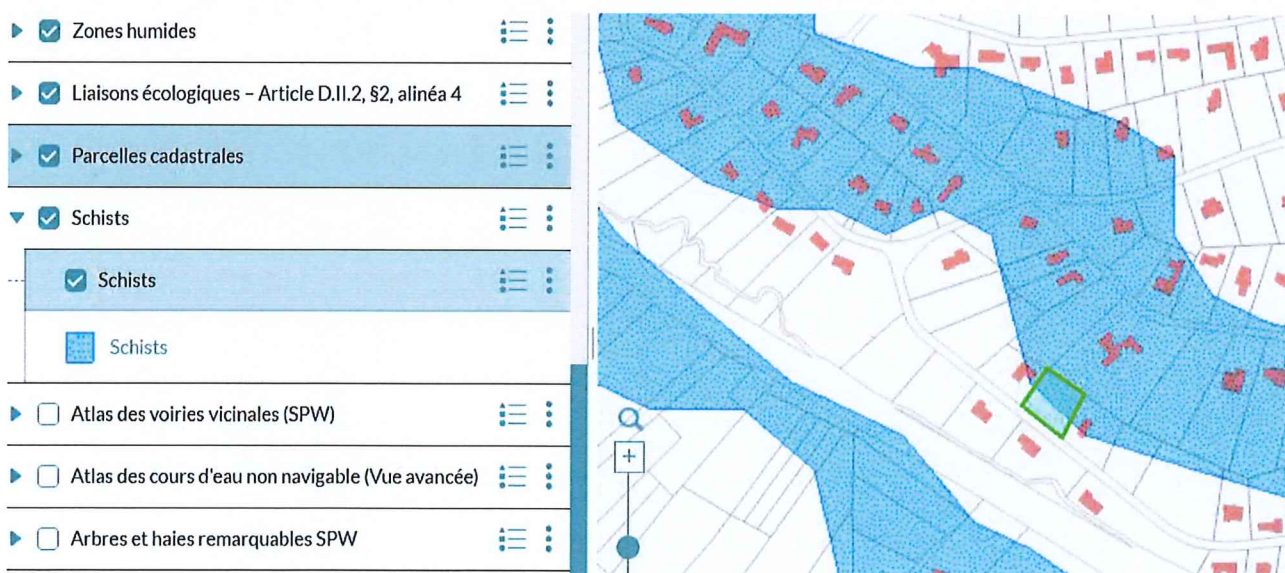 Zones humides
Liaisons écologiques – Article D.II.2, §2, alinéa 4
Parcelles cadastrales
Schists
Schists
Schists
Atlas des voiries vicinales (SPW)
Atlas des cours d'eau non navigable (Vue avancée)
Arbres et haies remarquables SPW